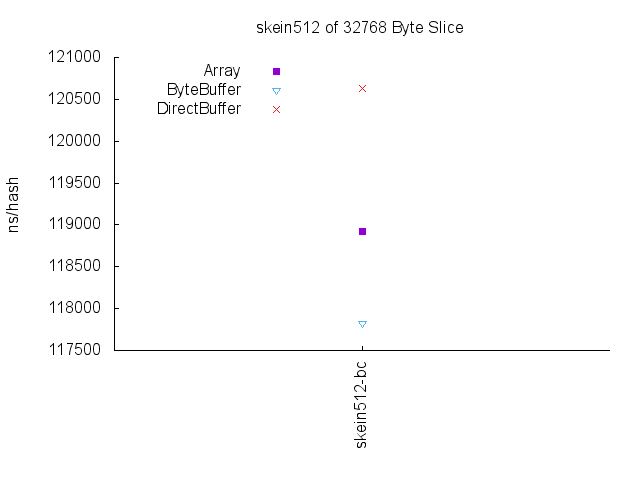 skein512 of 32768 Byte Slice
121000
120500
120000
119500
119000
118500
118000
117500
ns/hash
Array
ByteBuffer
DirectBuffer
skein512-bc